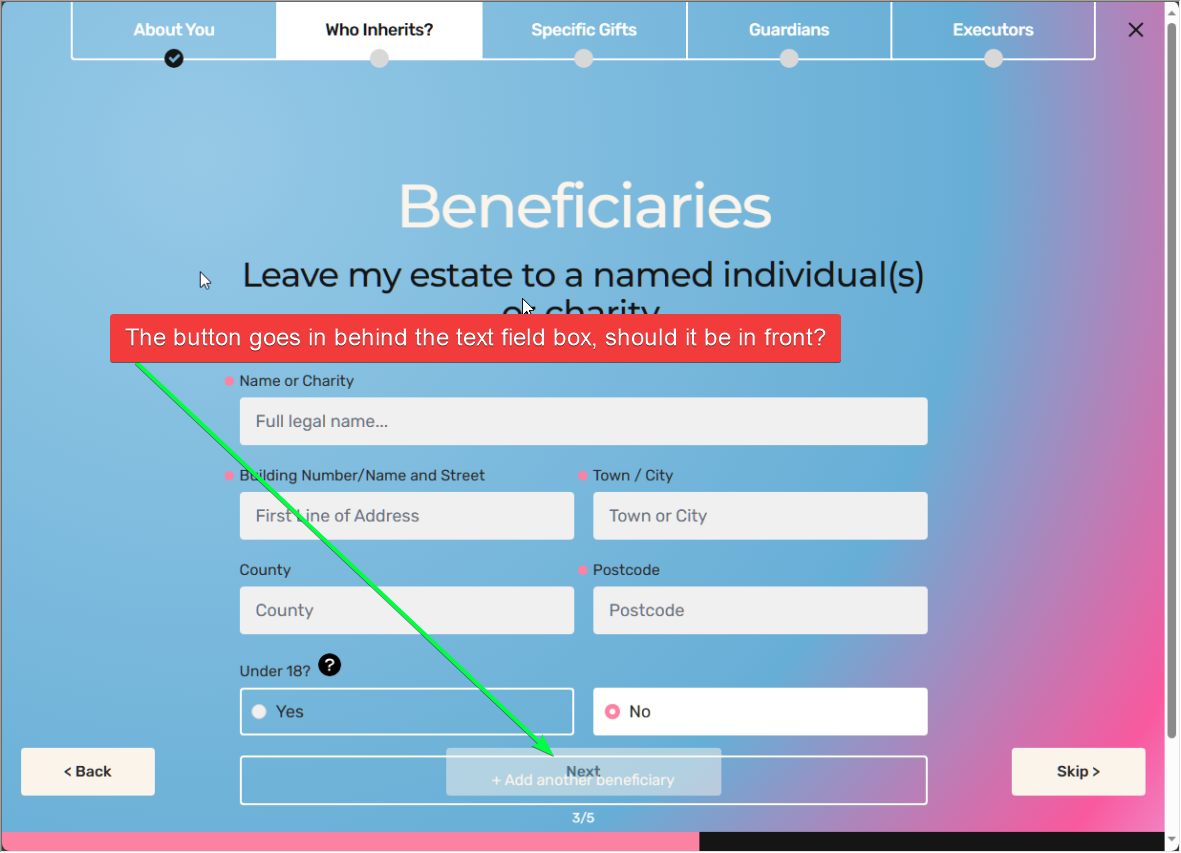 About You
Who Inherits?
Specific Gifts
Guardians
Executors
Beneficiaries
Leave my estate to a named individual(s)
or charity
The button goes in behind the text field box, should it be in front?
Name or Charity
Full legal name...
Building Number/Name and Street
Town / City
First Line of Address
Town or City
County
Postcode
County
Postcode
Under 18? ?
Yes
No
< Back
Next
Skip >
+ Add another beneficiary
3/5